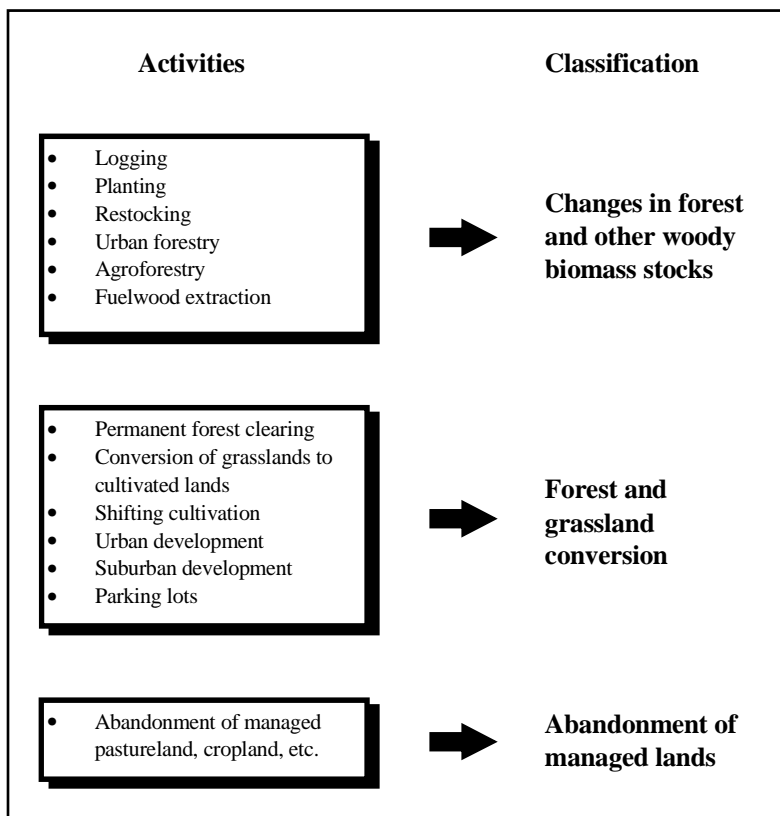 Activities
Classification
• Logging
• Planting
• Restocking
• Urban forestry
• Agroforestry
• Fuelwood extraction
Changes in forest
and other woody
biomass stocks
• Permanent forest clearing
• Conversion of grasslands to
cultivated lands
• Shifting cultivation
• Urban development
• Suburban development
• Parking lots
Forest and
grassland
conversion
• Abandonment of managed
pastureland, cropland, etc.
Abandonment of
managed lands